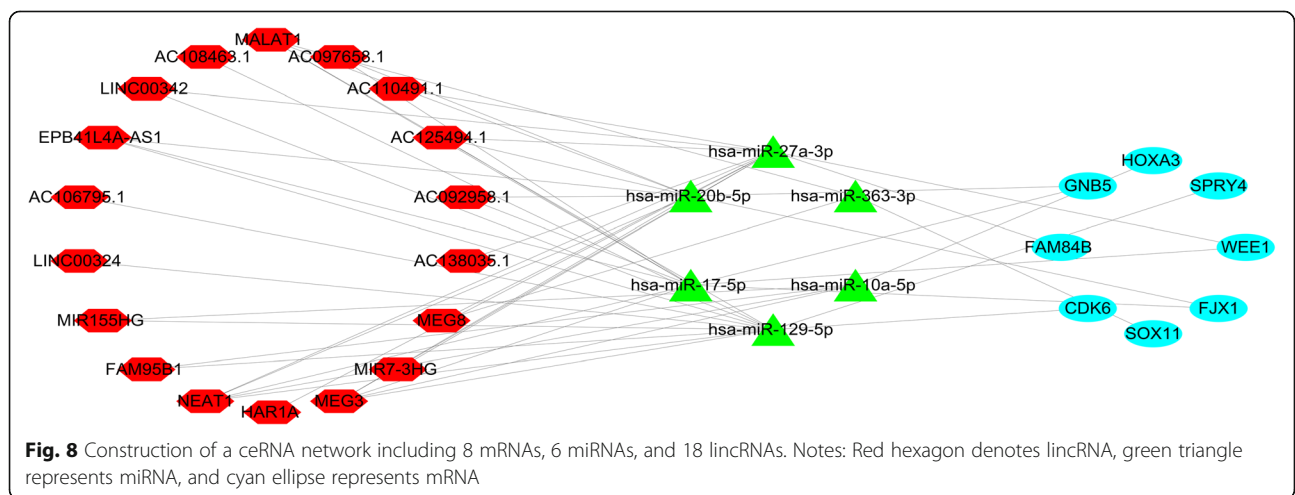 MALAT1
AC108463.1
AC097658.1
LINC00342
AC110491.1
EPB41L4A-AS1
AC125494.1
hsa-miR-27a-3p
HOXA3
GNB5
SPRY4
AC106795.1
AC092958.1
hsa-miR-20b-5p
hsa-miR-363-3p
FAM84B
WEE1
LINC00324
AC138035.1
hsa-miR-17-5p
hsa-miR-10a-5p
CDK6
FJX1
MIR155HG
MEG8
hsa-miR-129-5p
SOX11
FAM95B1
MIR7-3HG
NEAT1
HAR1A
MEG3
Fig. 8 Construction of a ceRNA network including 8 mRNAs, 6 miRNAs, and 18 lincRNAs. Notes: Red hexagon denotes lincRNA, green triangle
represents miRNA, and cyan ellipse represents mRNA